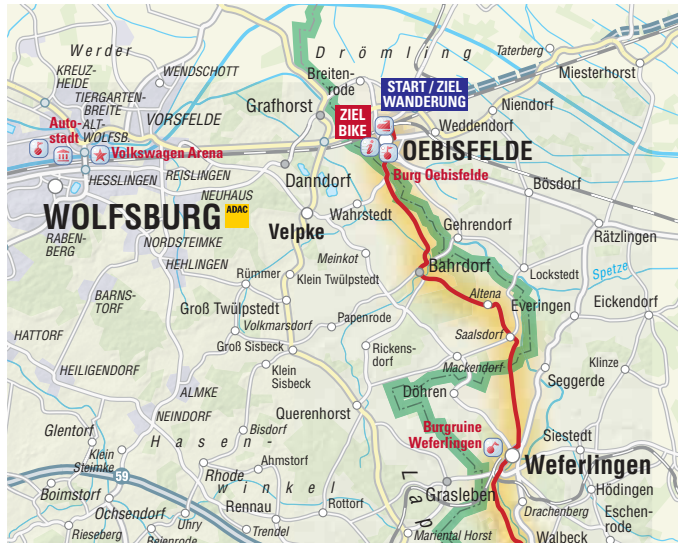 Werder
Drömling
Taterberg
KREUZ-
HEIDE
WENDSCHOTT
Breiten-
rode
START / ZIEL
WANDERUNG
Miesterhorst
TIERGARTEN-
BREITE
Grafhorst
ZIEL
BIKE
Niendorf
Auto-
stadt
ALT-
WOLFSB.
VORSFELDE
Weddendorf
Volkswagen Arena
OEBISFELDE
HESSLINGEN
REISLINGEN
Danndorf
Burg Oebisfelde
Bösdorf
NEUHAUS
WOLFSBURG
ADAC
Velpke
Wahrstedt
Gehrendorf
Rätzlingen
RABEN-
BERG
NORDSTEIMKE
HEHLINGEN
Meinkot
Bahrdorf
Lockstedt
Spetze
Rümmer
Klein Twülpstedt
BARNS-
TORF
Groß Twülpstedt
Altena
Everingen
Eickendorf
Volkmarsdorf
Papenrode
HATTORF
Groß Sisbeck
Rickens-
dorf
Saalsdorf
HEILIGENDORF
Klein
Sisbeck
Mackendorf
Klinze
Seggerde
ALMKE
Döhren
NEINDORF
Querenhorst
Glentorf
Hasen-
Bisdorf
Burgruine
Weferlingen
Siestedt
Klein
Steimke
Ahmstorf
Weferlingen
59
Rhode
winkel
Lap
Boimstorf
Grasleben
Hödingen
Ochsendorf
Rennau
Rottorf
Drachenberg
Eschen-
rode
Uhry
Rieseberg
Beienrode
Trendel
Mariental Horst
Walbeck